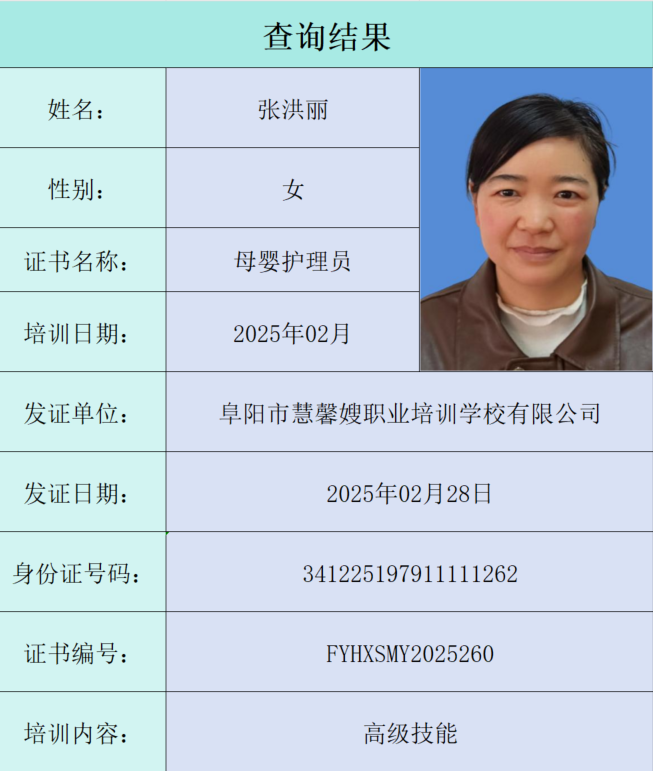 查询结果
姓名： 张洪丽
性别： 女
证书名称： 母婴护理员
培训日期： 2025年02月
发证单位： 阜阳市慧馨嫂职业培训学校有限公司
发证日期： 2025年02月28日
身份证号码： 341225197911111262
证书编号： FYHXSMY2025260
培训内容： 高级技能